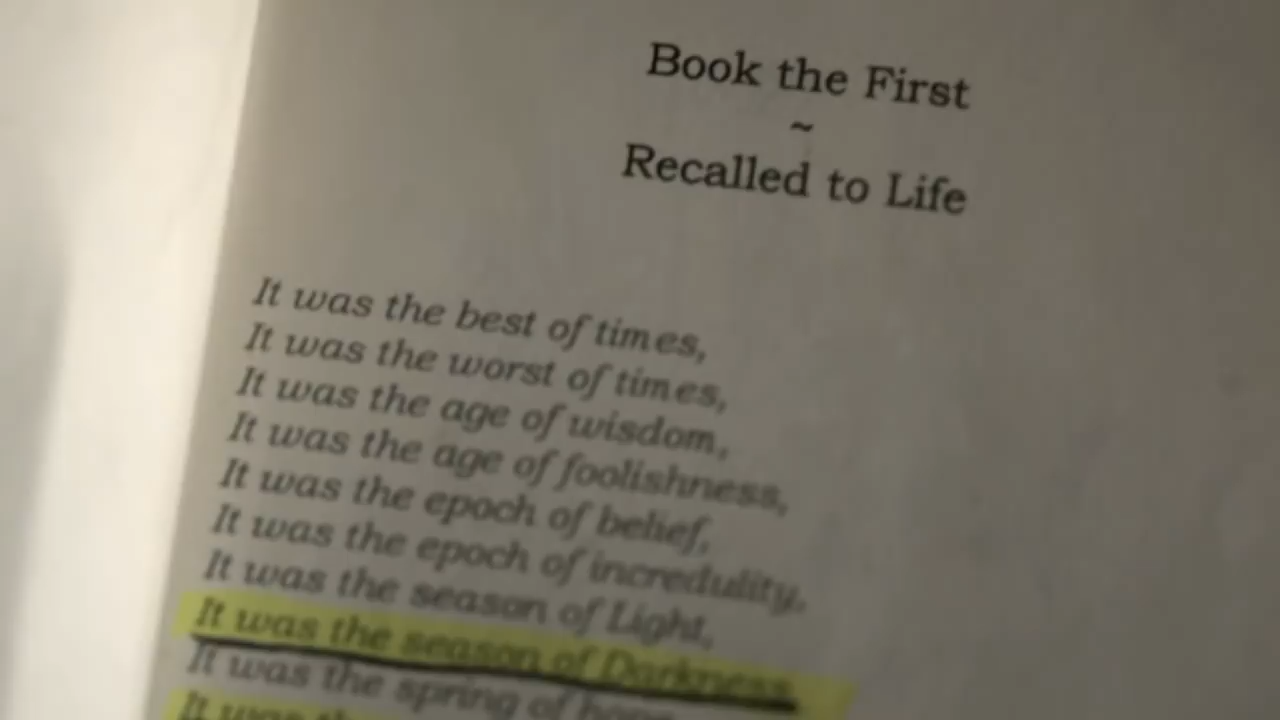 Book the First
~
Recalled to Life
It was the best of times,
It was the worst of times,
It was the age of wisdom,
It was the age of foolishness,
It was the epoch of belief,
It was the epoch of incredulity,
It was the season of Light,
It was the season of Darkness,
It was the spring of hope,
It was the